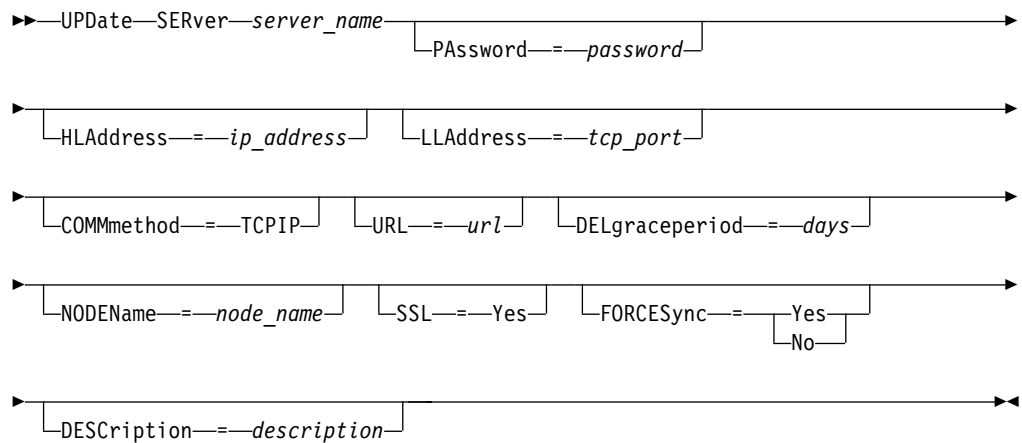 UPDate SERver server_name
PAssword = password
HLAddress = ip_address LLAddress = tcp_port
COMMmethod = TCPIP URL = url DELgraceperiod = days
NODEName = node_name SSL = Yes FORCESync = Yes
No
DESCription = description